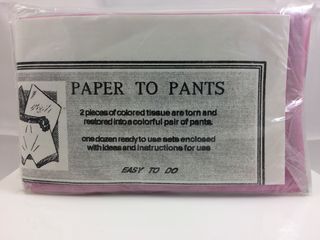 PAPER TO PANTS
2 pieces of colored tissue are torn and
restored into a colorful pair of pants.
one dozen ready to use sets enclosed
with ideas and instructions for use
EASY TO DO